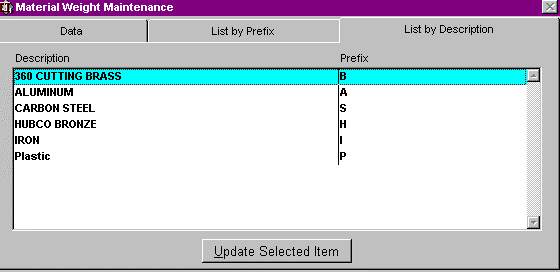 Material Weight Maintenance
Data List by Prefix List by Description
Description Prefix
360 CUTTING BRASS B
ALUMINUM A
CARBON STEEL S
HUBCO BRONZE H
IRON I
Plastic P
Update Selected Item